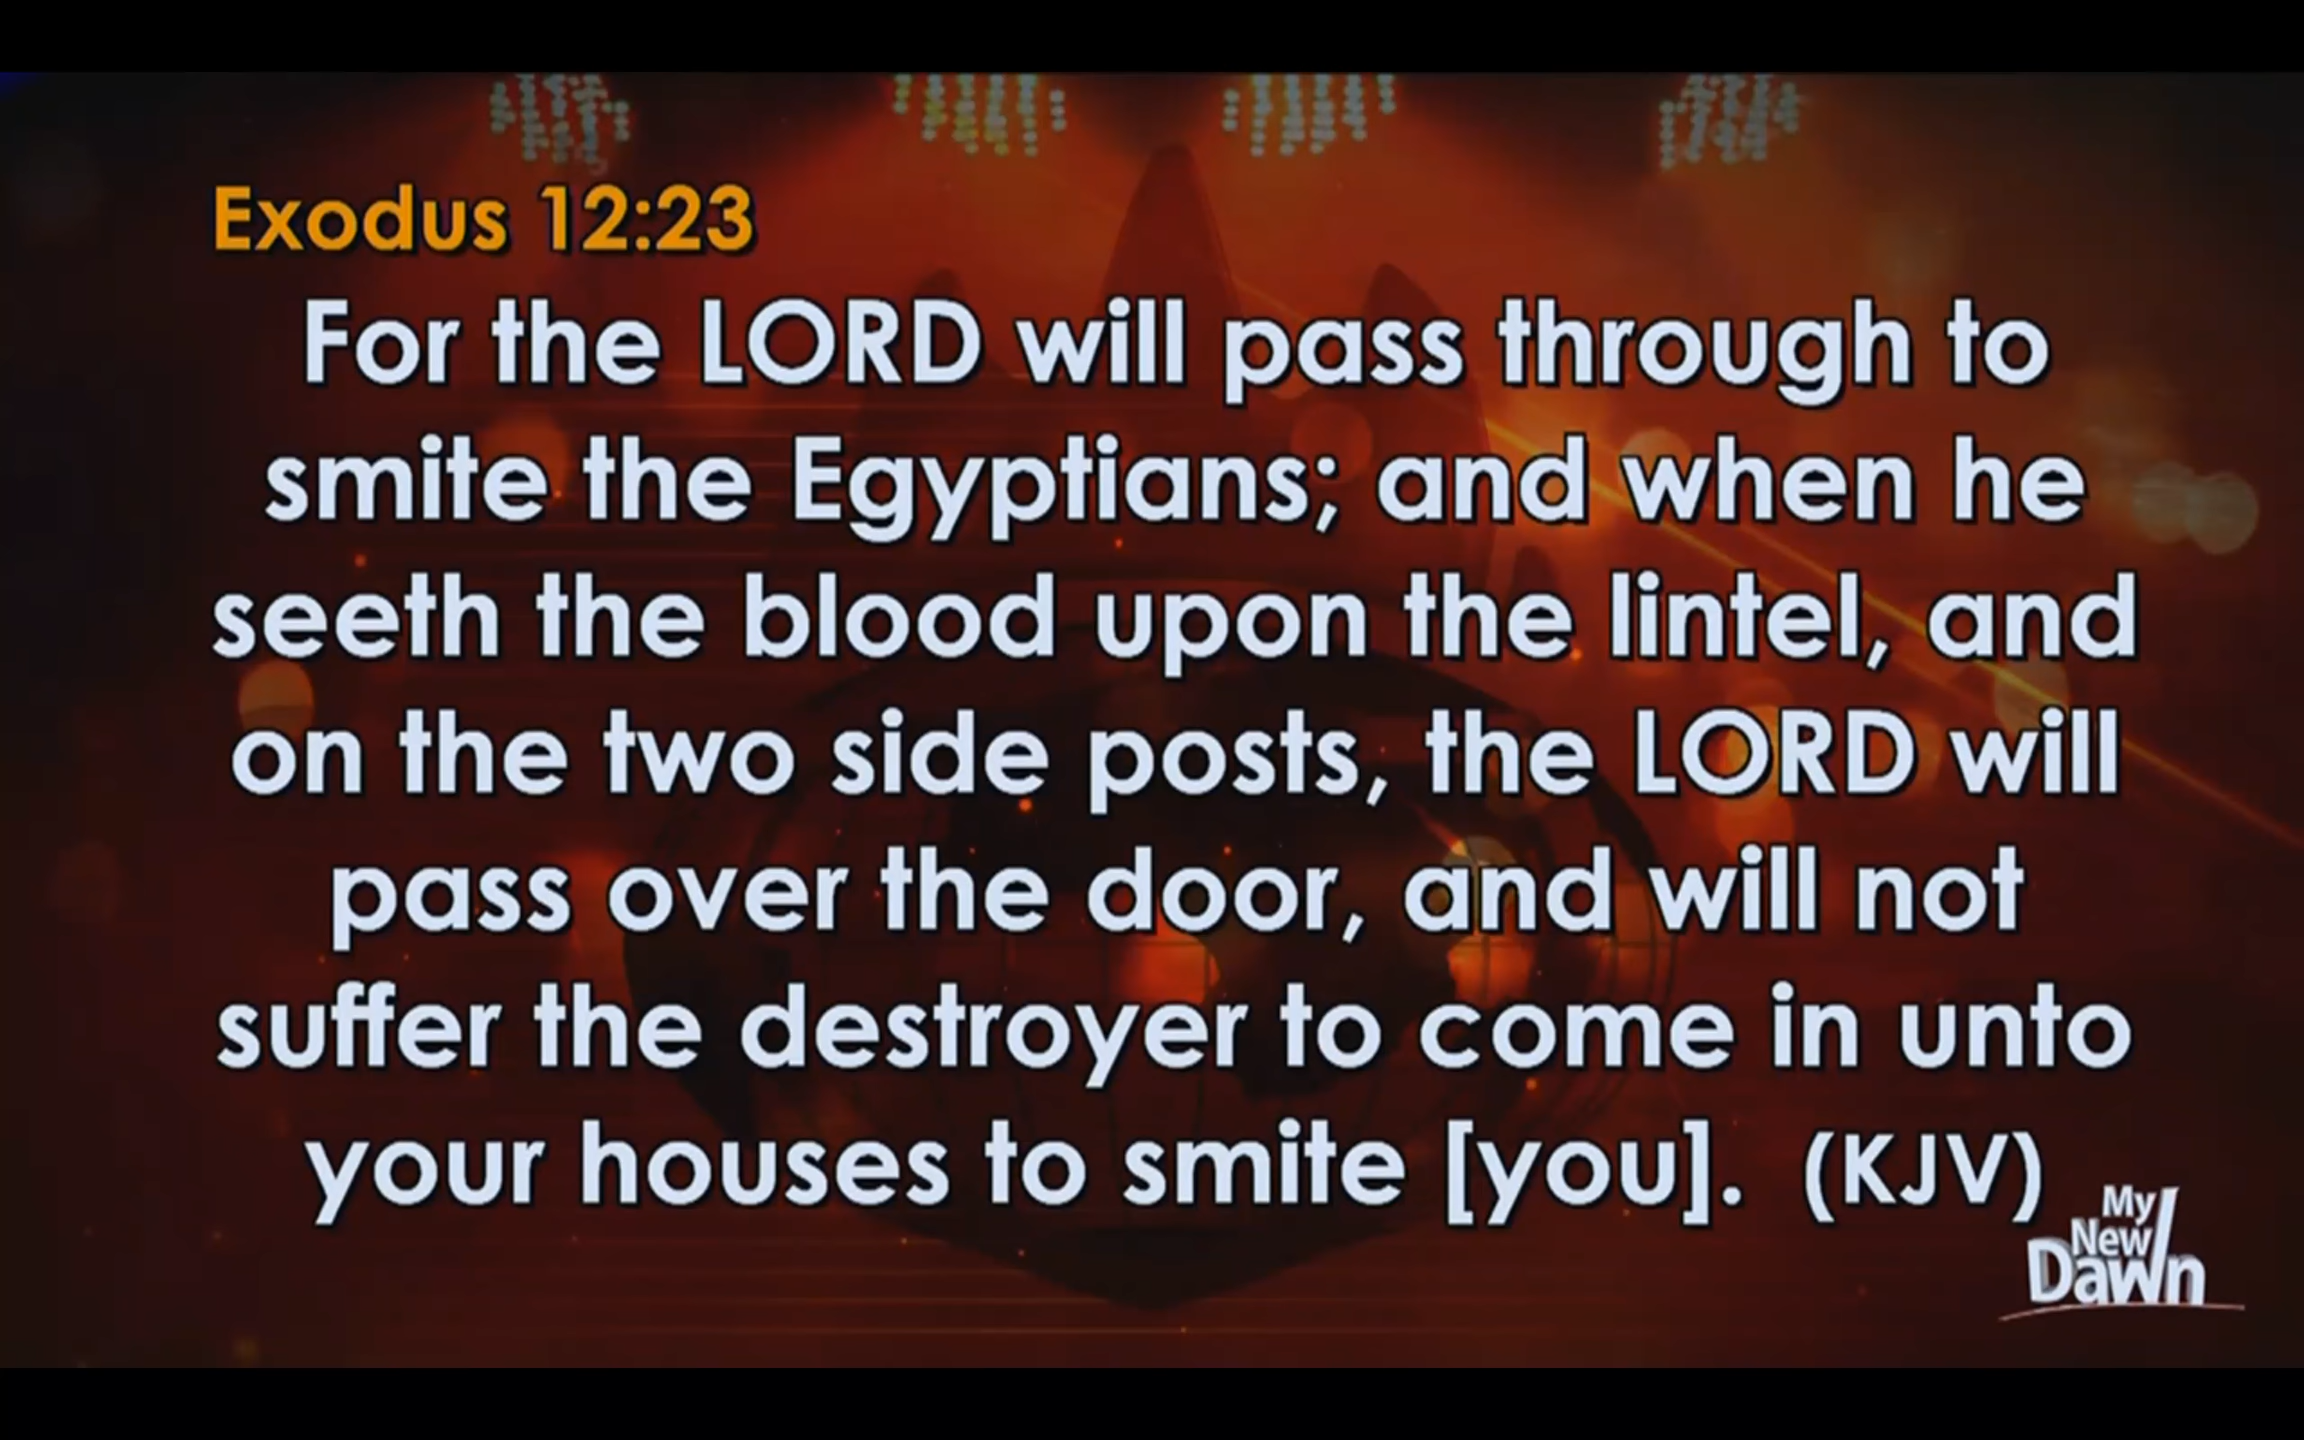 Exodus 12:23
For the LORD will pass through to
smite the Egyptians; and when he
seeth the blood upon the lintel, and
on the two side posts, the LORD will
pass over the door, and will not
suffer the destroyer to come in unto
your houses to smite [you]. (KJV)
My
New
Dawn